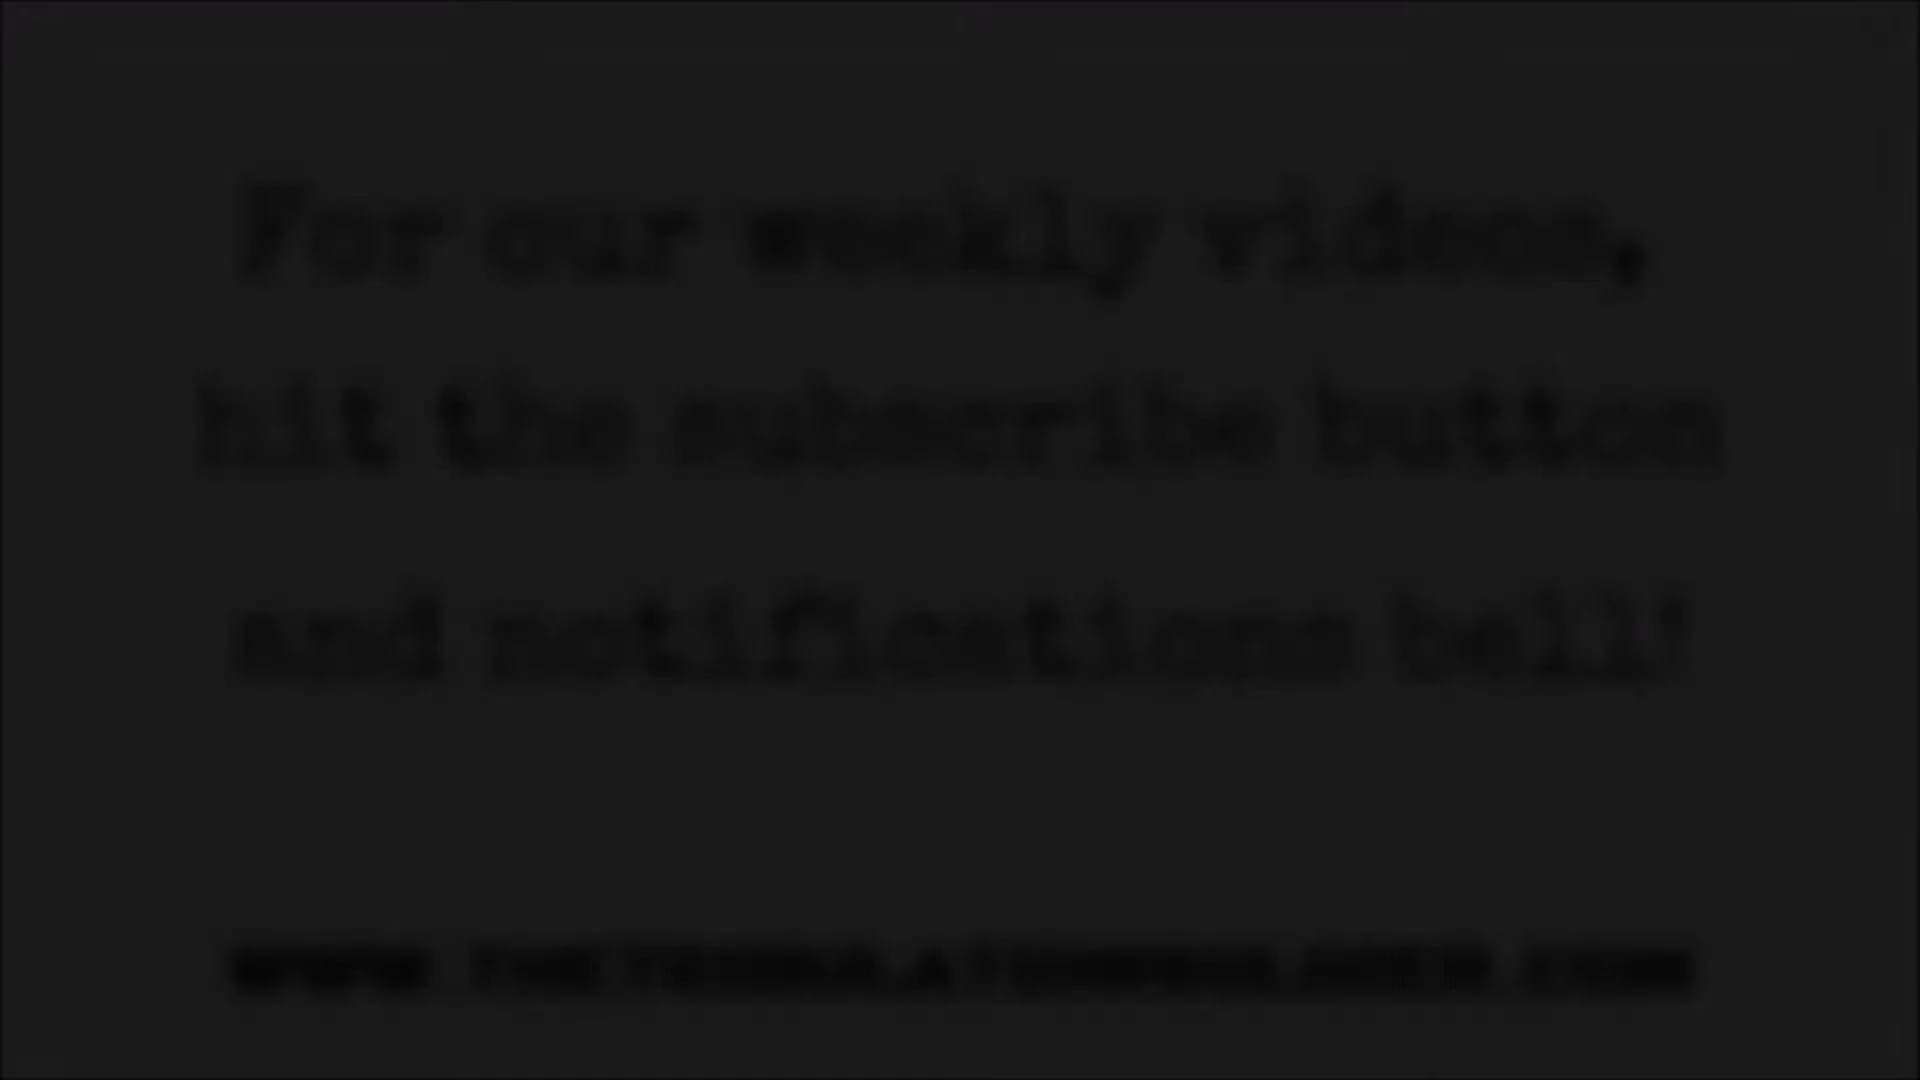 For our weekly videos,
hit the subscribe button
and notifications bell!